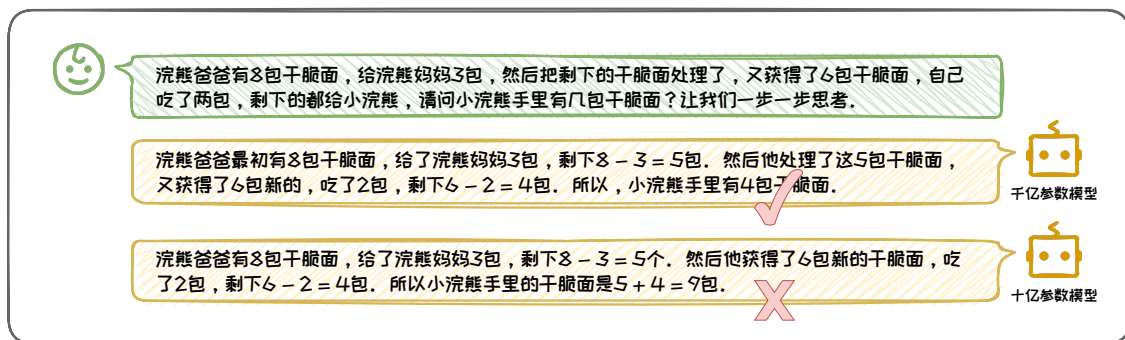 浣熊爸爸有8包干脆面，给浣熊妈妈3包，然后把剩下的干脆面处理了，又获得了6包干脆面，自己
吃了两包，剩下的都给小浣熊，请问小浣熊手里有几包干脆面？让我们一步一步思考.
浣熊爸爸最初有8包干脆面，给了浣熊妈妈3包，剩下8 - 3 = 5包. 然后他处理了这5包干脆面，
又获得了6包新的，吃了2包，剩下6 - 2 = 4包. 所以，小浣熊手里有4包干脆面.
千亿参数模型
浣熊爸爸有8包干脆面，给了浣熊妈妈3包，剩下8 - 3 = 5个. 然后他获得了6包新的干脆面，吃
了2包，剩下6 - 2 = 4包. 所以小浣熊手里的干脆面是5 + 4 = 9包.
十亿参数模型